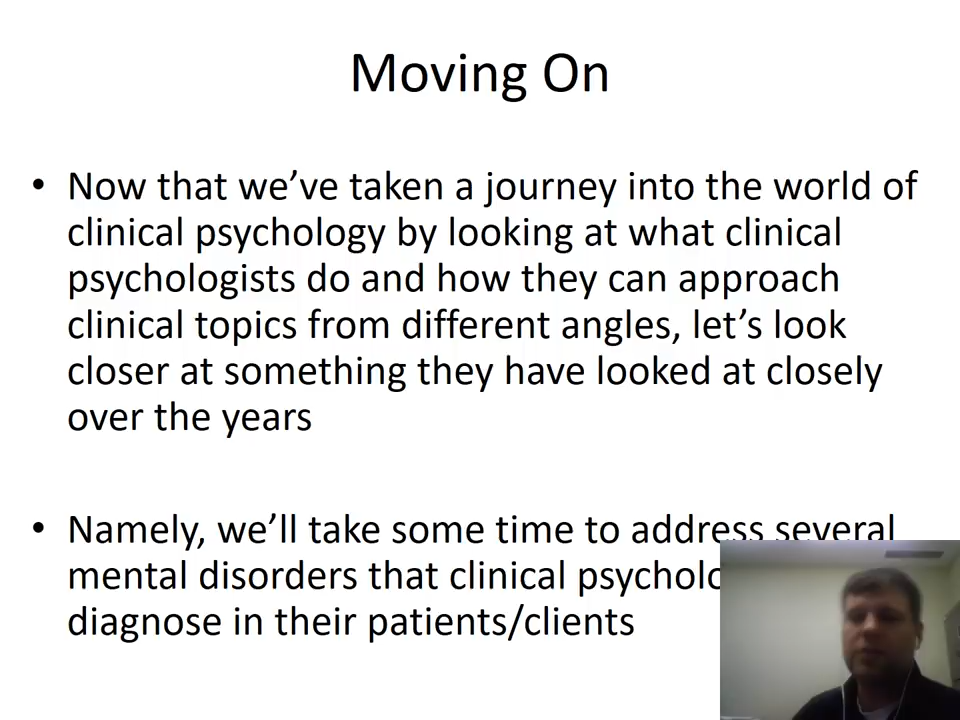 Moving On
• Now that we’ve taken a journey into the world of
clinical psychology by looking at what clinical
psychologists do and how they can approach
clinical topics from different angles, let’s look
closer at something they have looked at closely
over the years
• Namely, we’ll take some time to address several
mental disorders that clinical
diagnose in their patients/clients